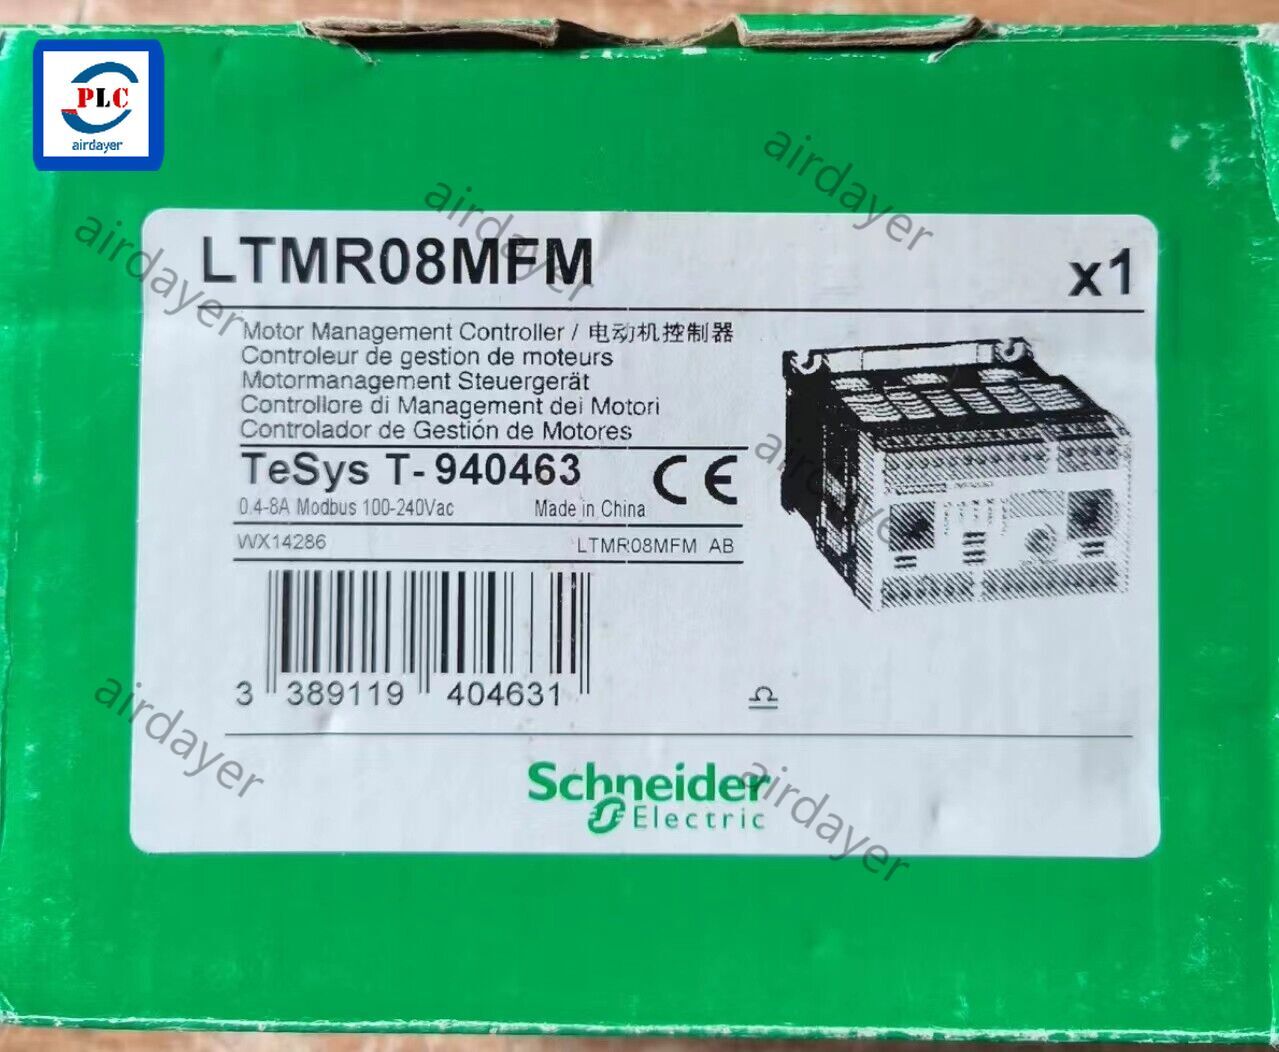 PLC
airdayer
airdayer
airdayer
airdayer
LTMR08MFM x1
Motor Management Controller / 电动机控制器
Controleur de gestion de moteurs
Motormanagement Steuergerät
Controllore di Management dei Motori
Controlador de Gestión de Motores
airdayer
TeSys T- 940463 CE
0.4-8A Modbus 100-240Vac Made in China
WX14286 LTMR08MFM AB
3 389119 404631
airdayer
Schneider
Electric
airdayer